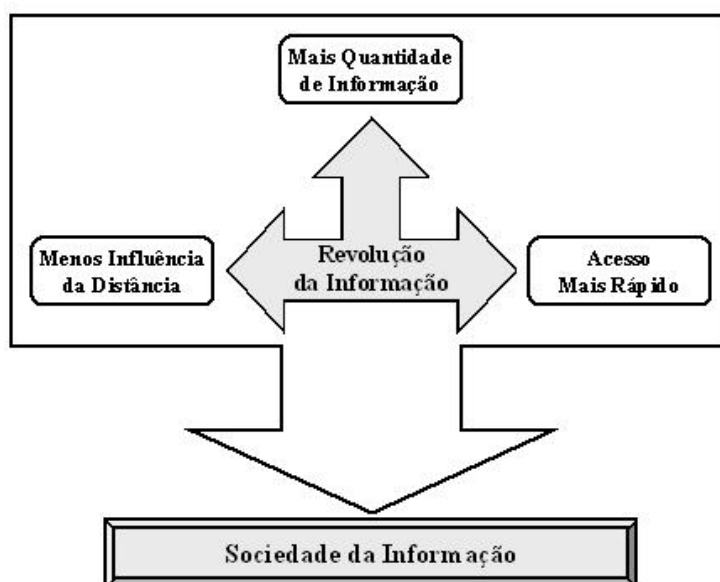 Mais Quantidade
de Informação
Menos Influência
da Distância
Revolução
da Informação
Acesso
Mais Rápido
Sociedade da Informação